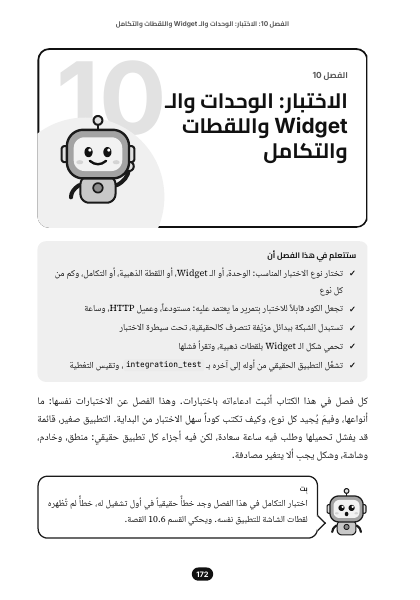 الفصل 10: الاختبار: الوحدات والـ Widget واللقطات والتكامل
10
الفصل 10
الاختبار: الوحدات والـ
Widget واللقطات
والتكامل
ستتعلم في هذا الفصل أن
✓ تختار نوع الاختبار المناسب: الوحدة، أو الـ Widget، أو اللقطة الذهبية، أو التكامل، وكم من
كل نوع
✓ تجعل الكود قابلاً للاختبار بتمرير ما يعتمد عليه: مستودعاً، وعميل HTTP، وساعة
✓ تستبدل الشبكة ببدائل مزيّفة تتصرف كالحقيقية، تحت سيطرة الاختبار
✓ تحمي شكل الـ Widget بلقطات ذهبية، وتقرأ فشلها
✓ تشغّل التطبيق الحقيقي من أوله إلى آخره بـ integration_test، وتقيس التغطية
كل فصل في هذا الكتاب أثبت ادعاءاته باختبارات. وهذا الفصل عن الاختبارات نفسها: ما
أنواعها، وفيمَ يُجيد كل نوع، وكيف تكتب كوداً سهل الاختبار من البداية. التطبيق صغير، قائمة
قد يفشل تحميلها وطلب فيه ساعة سعادة، لكن فيه أجزاء كل تطبيق حقيقي: منطق، وخادم،
وشاشة، وشكل يجب ألا يتغير مصادفة.
بِت
اختبار التكامل في هذا الفصل وجد خطأً حقيقياً في أول تشغيل له، خطأً لم تُظهره
لقطات الشاشة للتطبيق نفسه. ويحكي القسم 10.6 القصة.
172